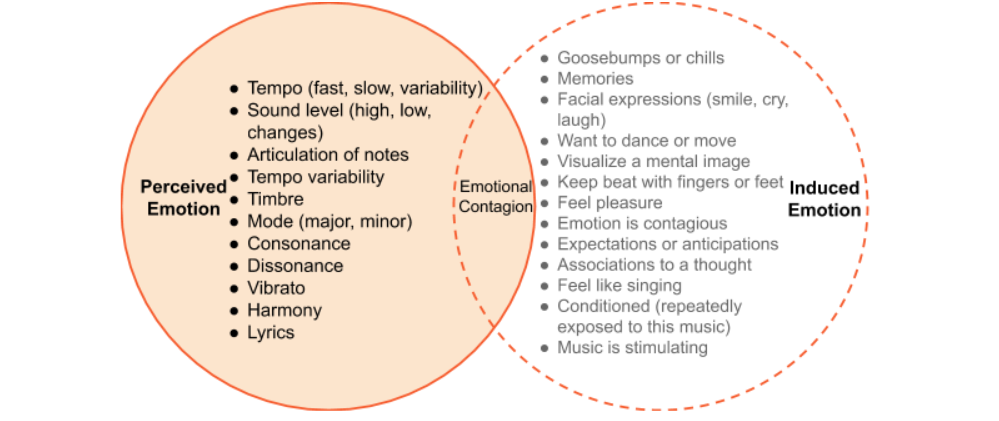 Perceived
Emotion
● Tempo (fast, slow, variability)
● Sound level (high, low,
changes)
● Articulation of notes
● Tempo variability
● Timbre
● Mode (major, minor)
● Consonance
● Dissonance
● Vibrato
● Harmony
● Lyrics
Emotional
Contagion
● Goosebumps or chills
● Memories
● Facial expressions (smile, cry,
laugh)
● Want to dance or move
● Visualize a mental image
● Keep beat with fingers or feet
● Feel pleasure
● Emotion is contagious
● Expectations or anticipations
● Associations to a thought
● Feel like singing
● Conditioned (repeatedly
exposed to this music)
● Music is stimulating
Induced
Emotion